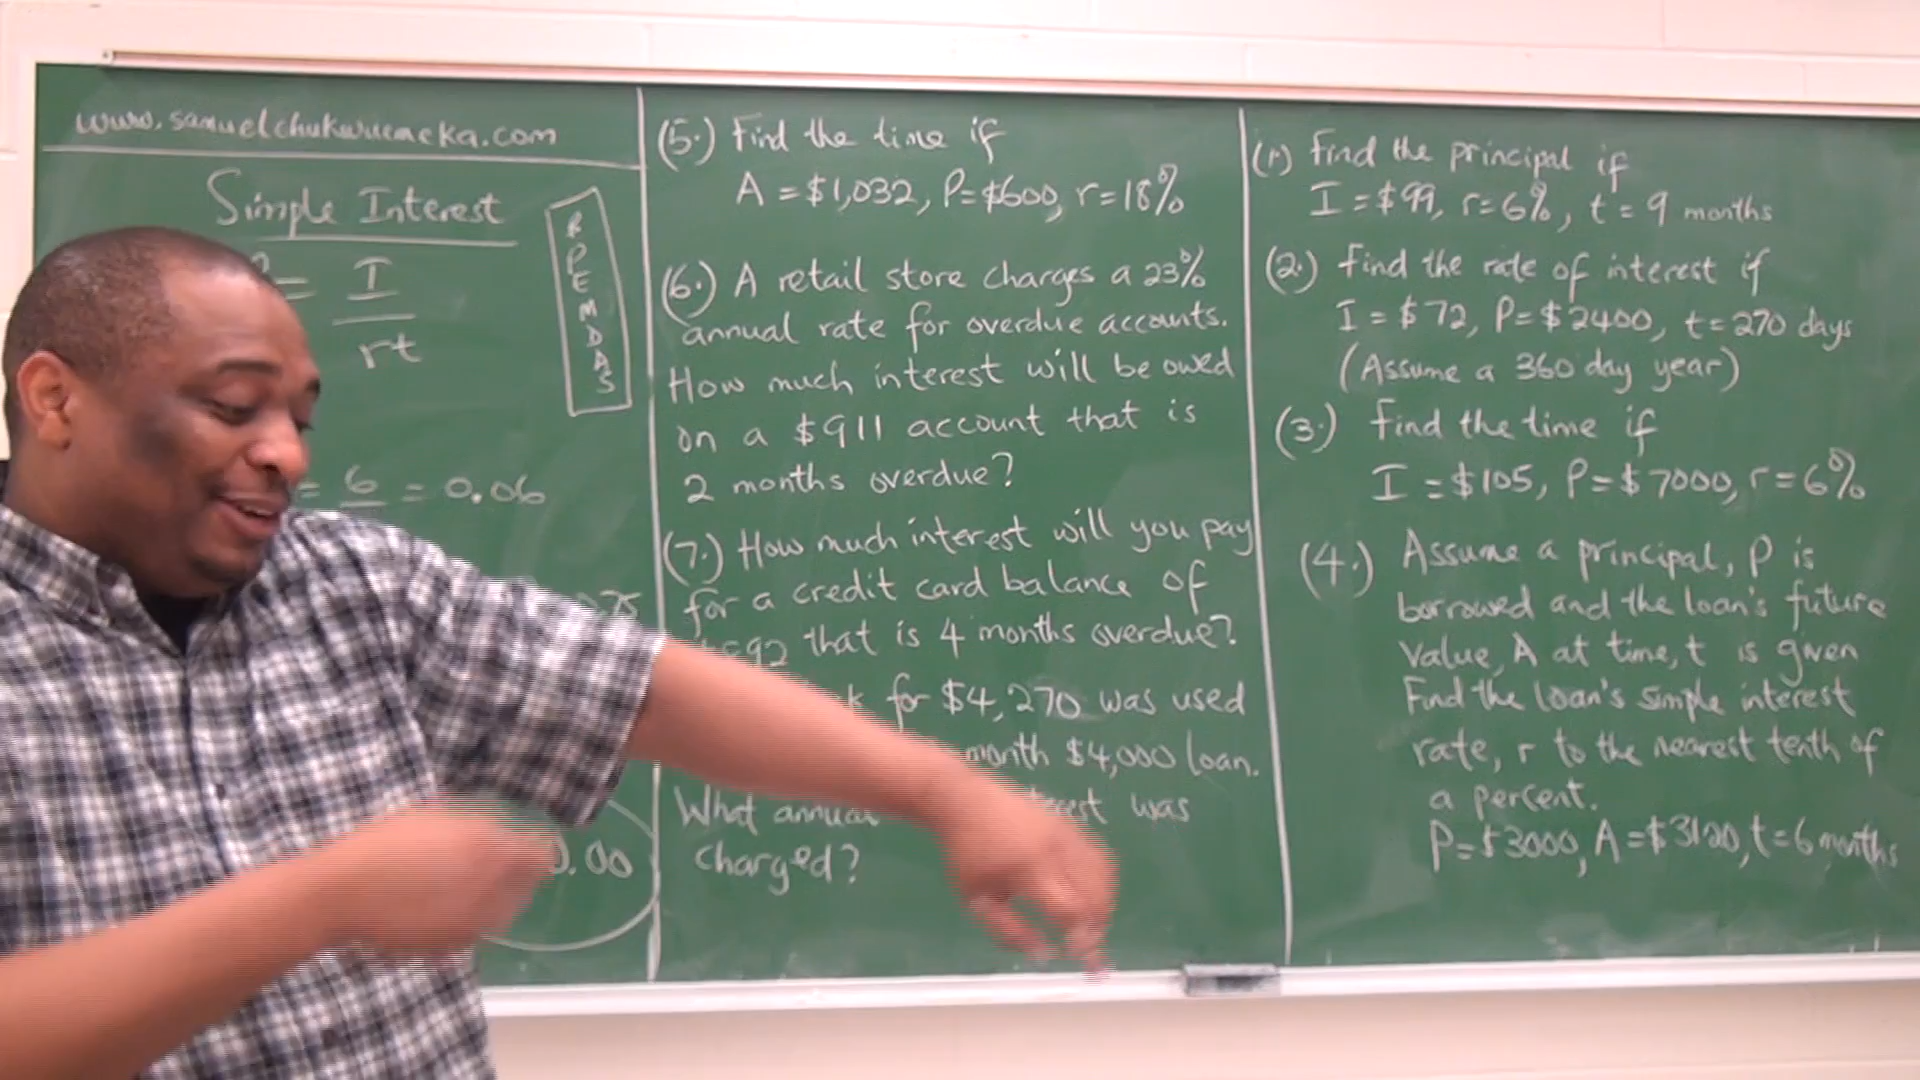 www.samuelchukwuemeka.com
Simple Interest
P
E
M
D
A
S
= I
rt
= 6 = 0.06
0.00
(5.) Find the time if
A = $1,032, P=$600, r=18%
(6.) A retail store charges a 23%
annual rate for overdue accounts.
How much interest will be owed
on a $911 account that is
2 months overdue?
(7.) How much interest will you pay
for a credit card balance of
that is 4 months overdue?
for $4,270 was used
month $4,000 loan.
What annual was
charged?
(1) Find the principal if
I = $99, r=6%, t = 9 months
(2.) Find the rate of interest if
I = $72, P=$2400, t=270 days
(Assume a 360 day year)
(3.) Find the time if
I = $105, P=$7000, r=6%
(4.) Assume a principal, P is
borrowed and the loan's future
value, A at time, t is given
Find the loan's simple interest
rate, r to the nearest tenth of
a percent.
P=$3000, A=$3120, t=6 months